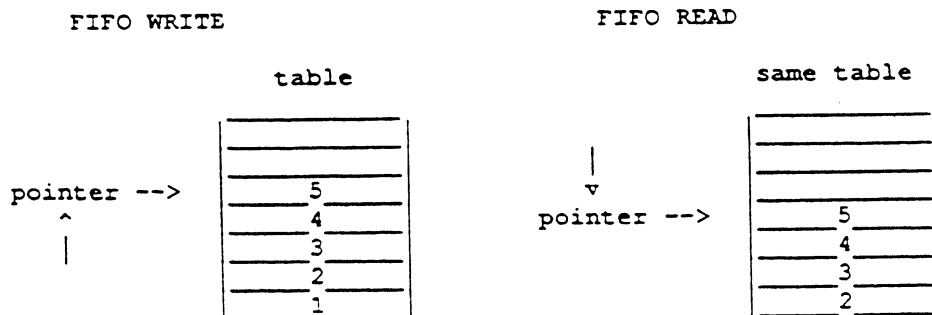 FIFO WRITE
table
pointer -->
5
4
3
2
1
FIFO READ
same table
pointer -->
5
4
3
2